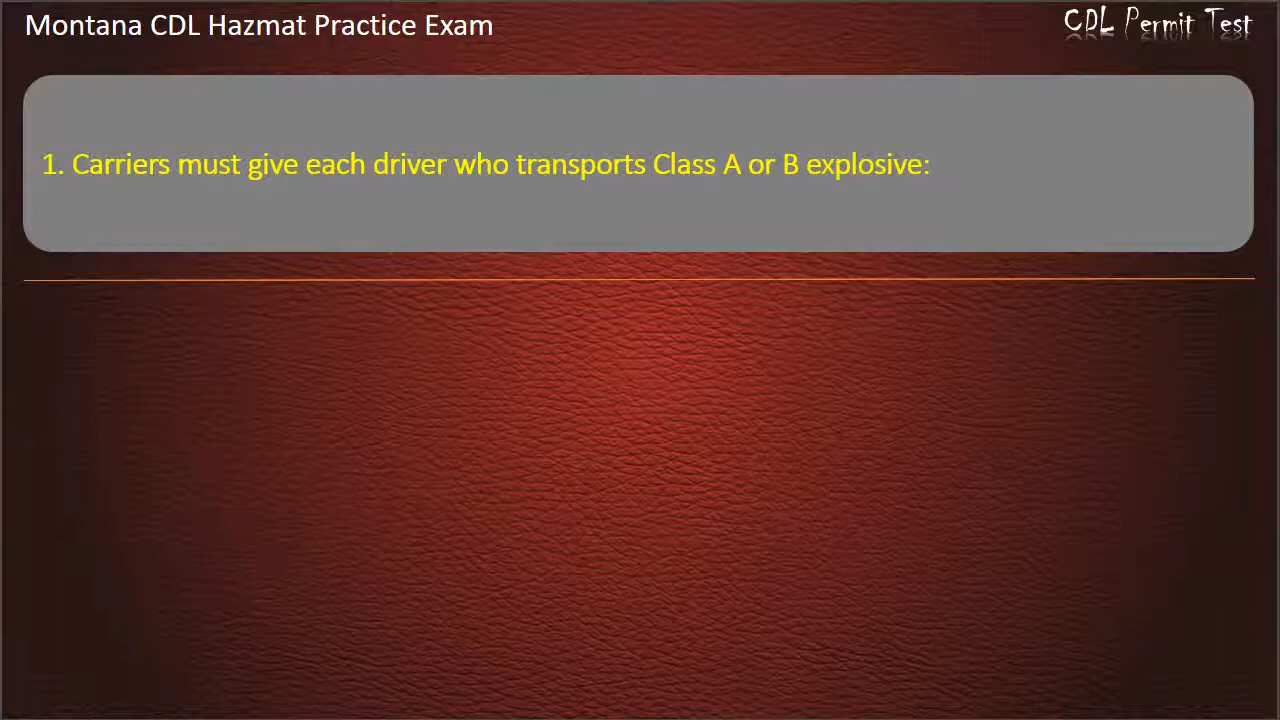 Montana CDL Hazmat Practice Exam
CDL Permit Test
1. Carriers must give each driver who transports Class A or B explosive: